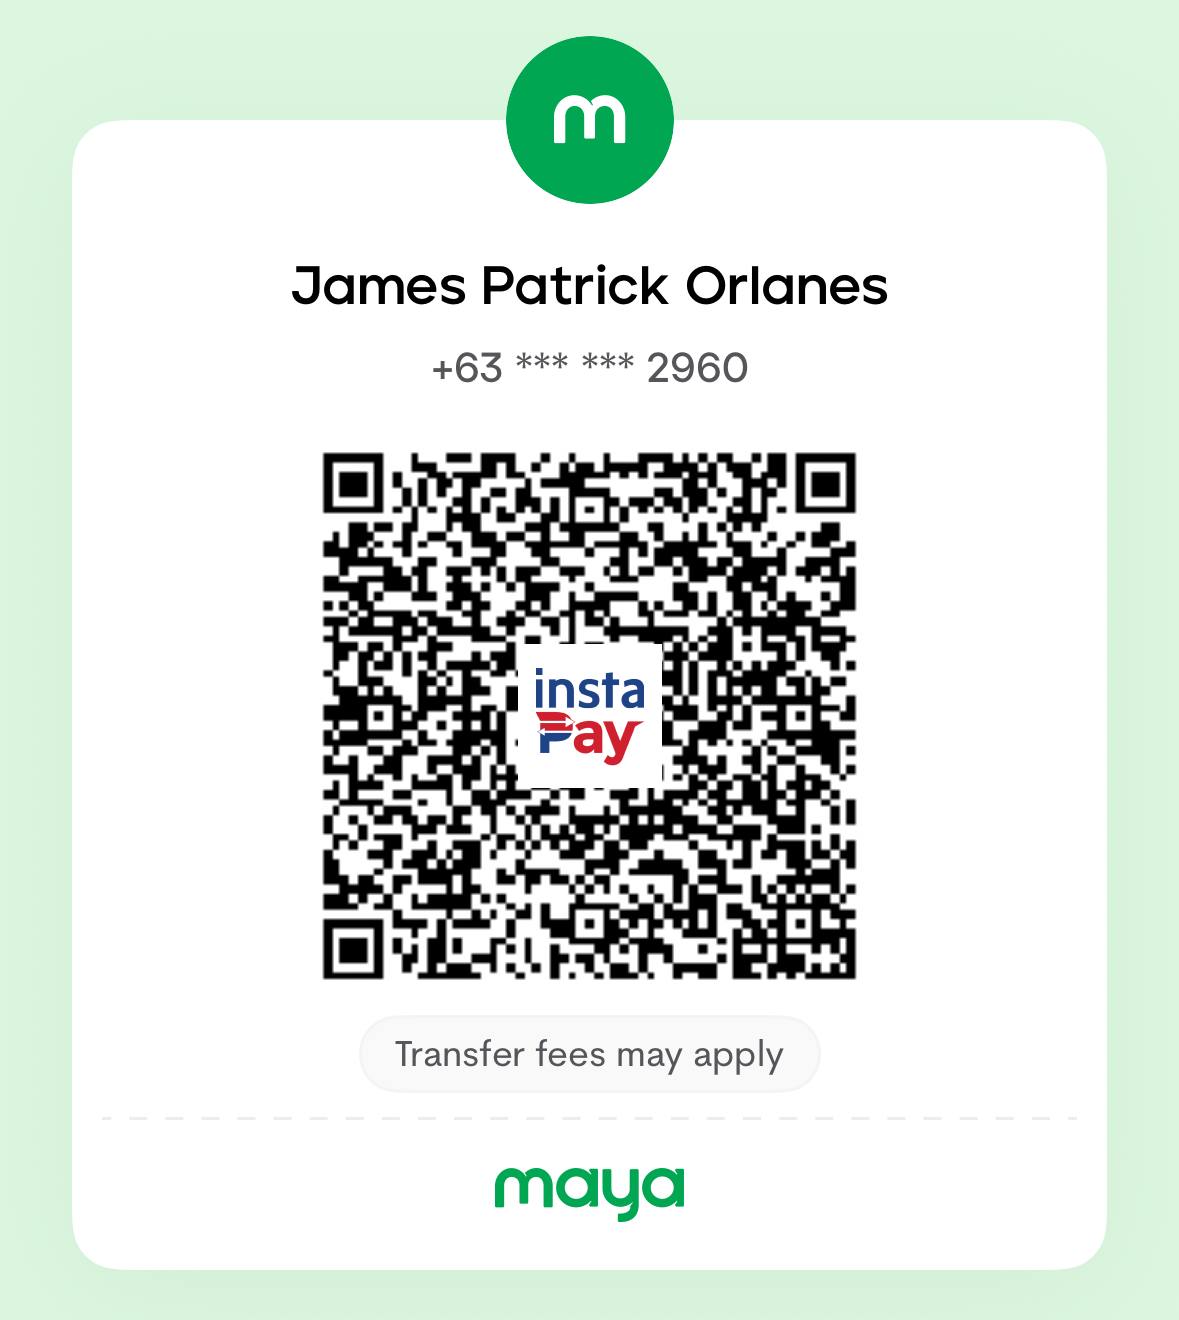 m
James Patrick Orlanes
+63 *** *** 2960
insta
Pay
Transfer fees may apply
maya